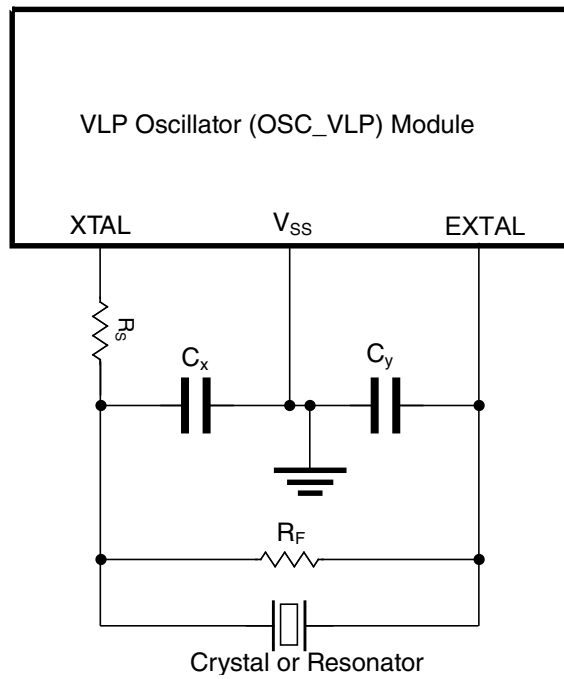 VLP Oscillator (OSC_VLP) Module
XTAL
VSS
EXTAL
RS
Cx
Cy
RF
Crystal or Resonator